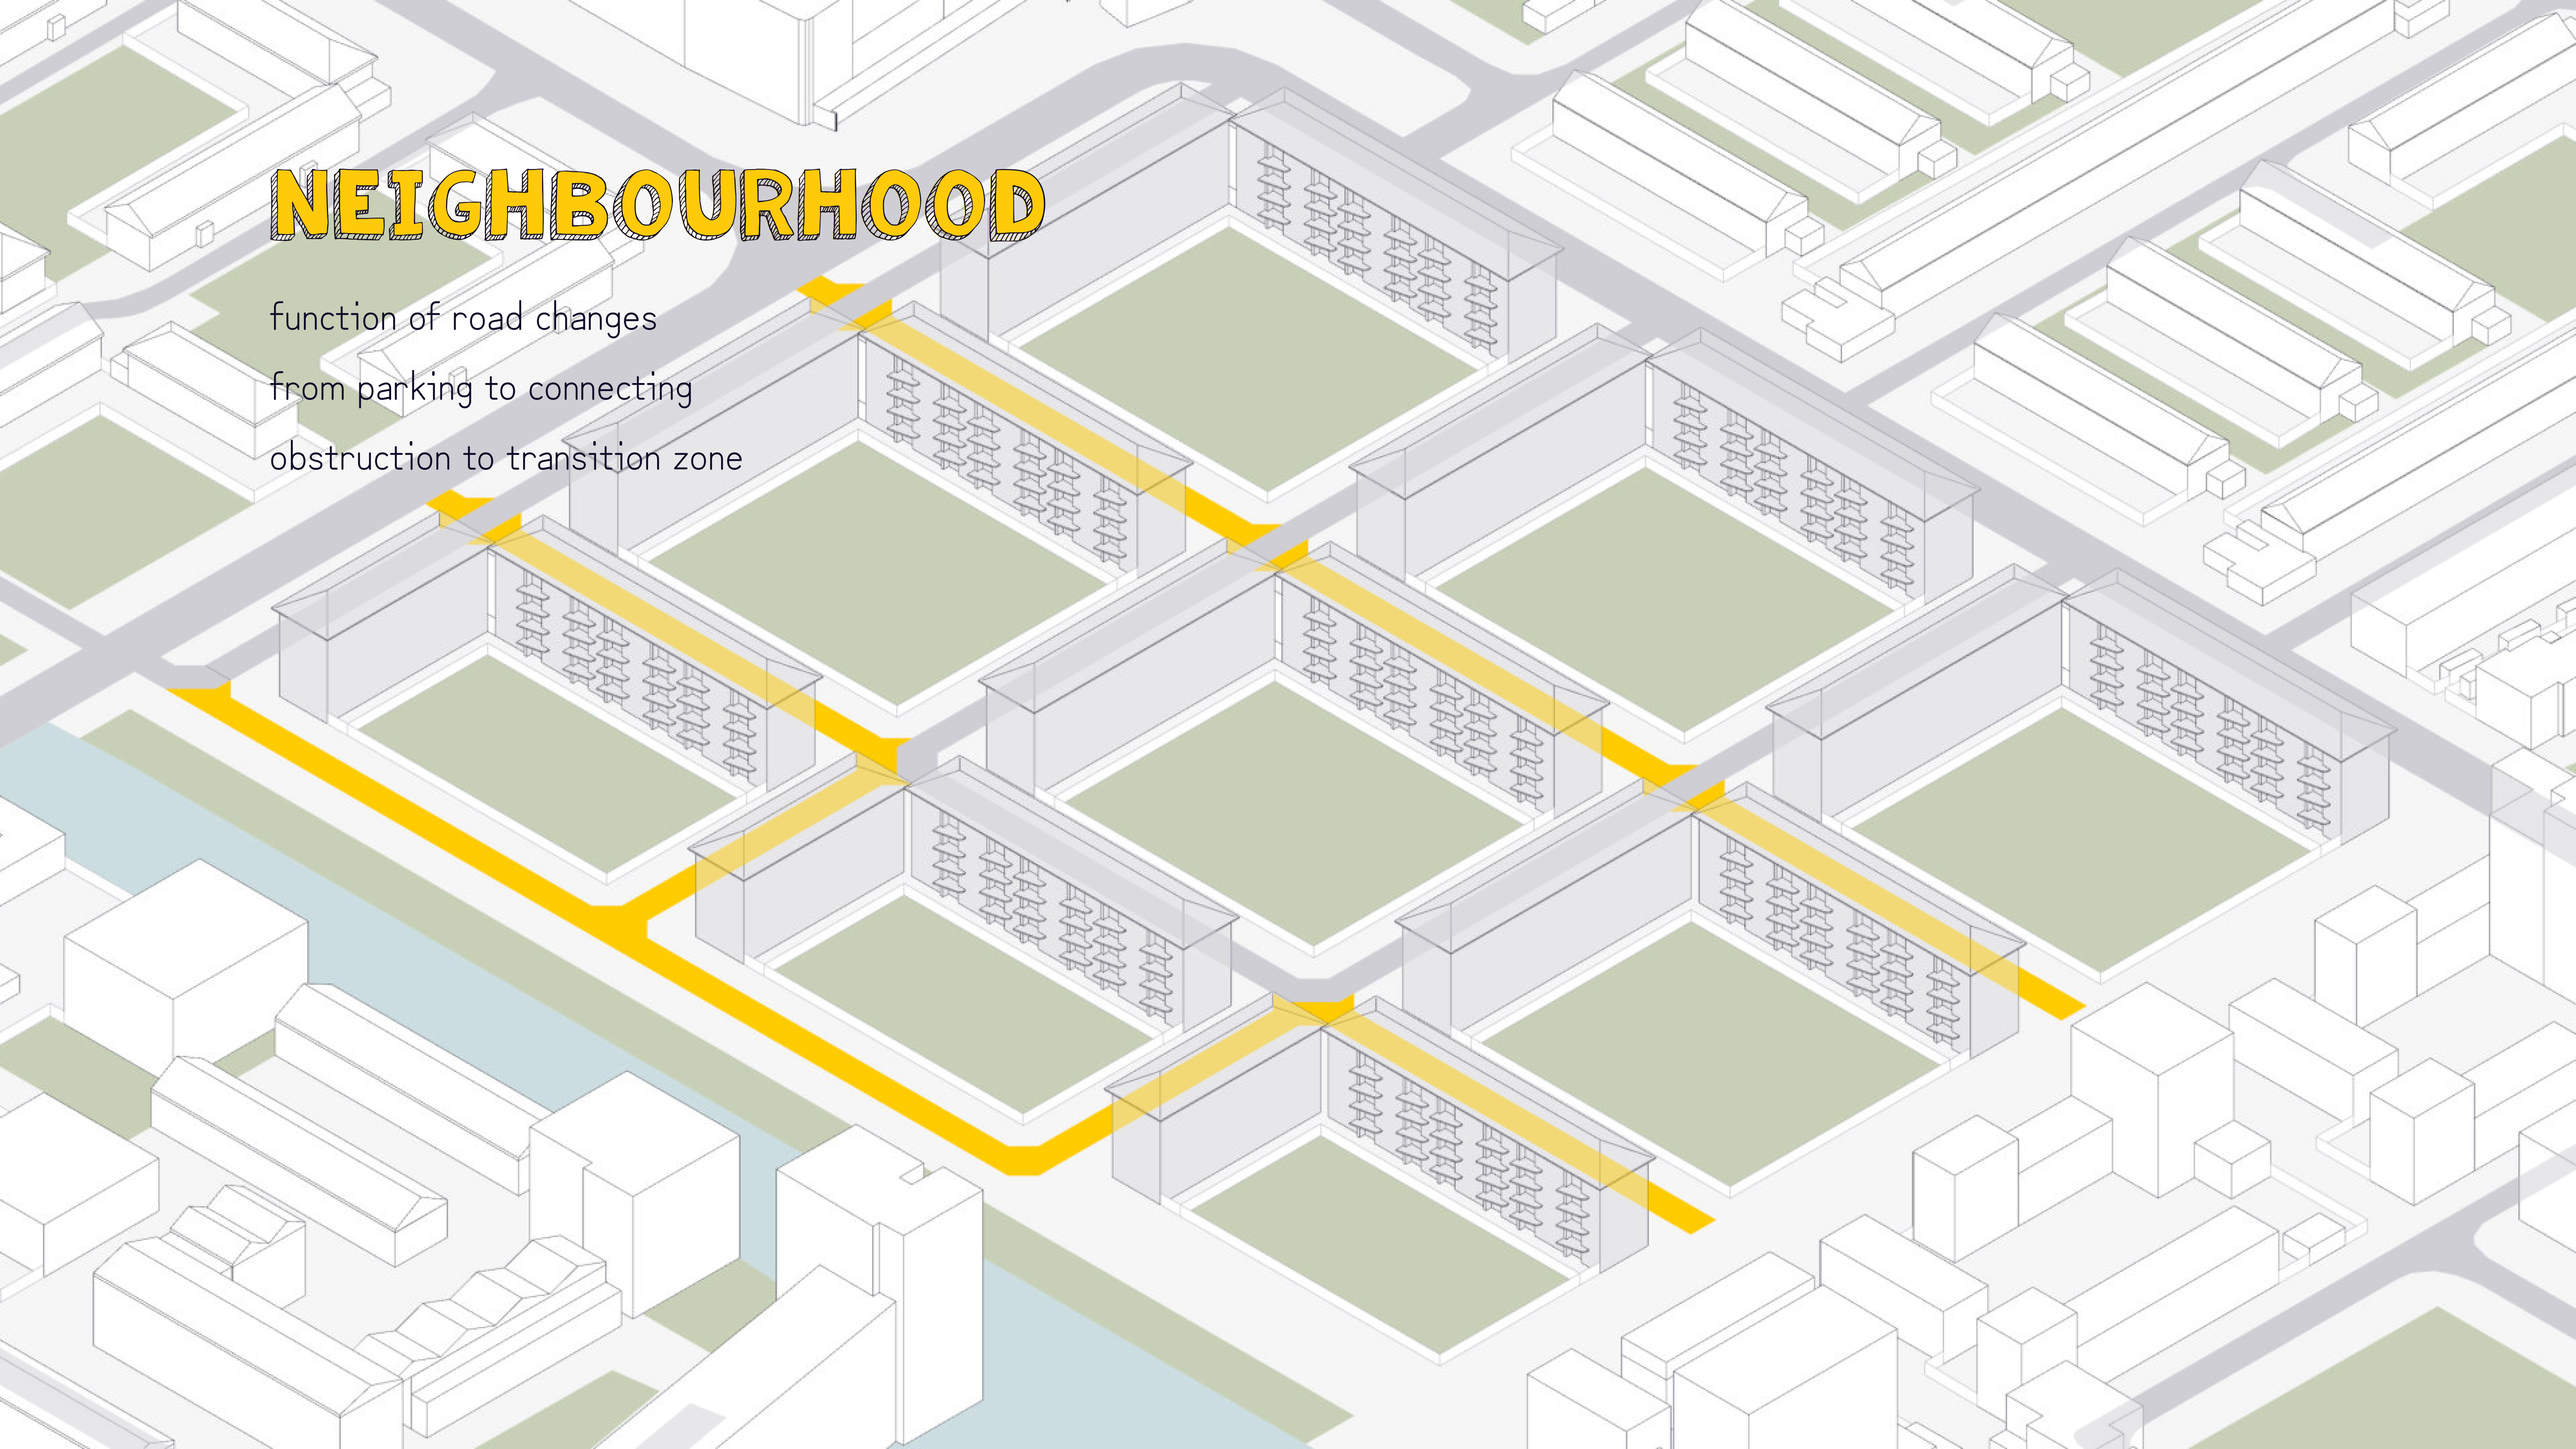 NEIGHBOURHOOD
function of road changes
from parking to connecting
obstruction to transition zone